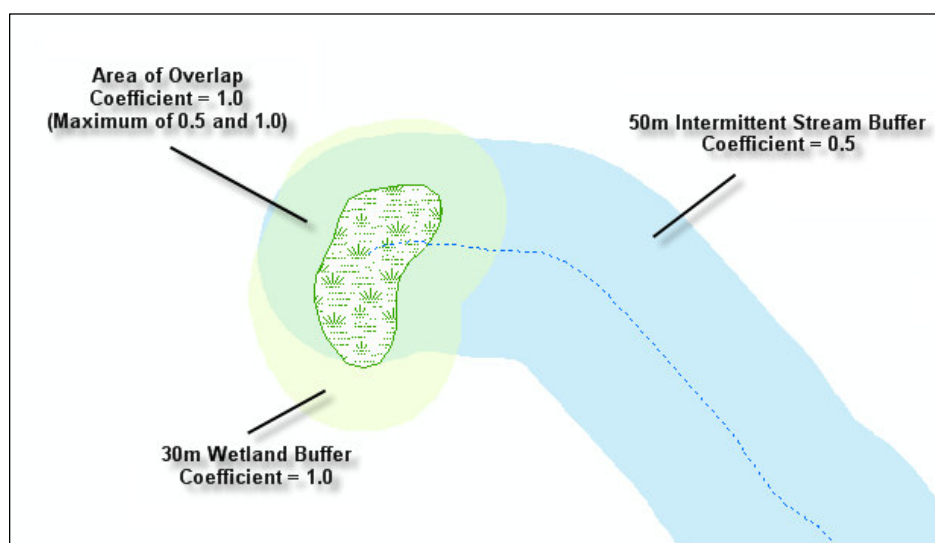 Area of Overlap
Coefficient = 1.0
(Maximum of 0.5 and 1.0)
50m Intermittent Stream Buffer
Coefficient = 0.5
30m Wetland Buffer
Coefficient = 1.0